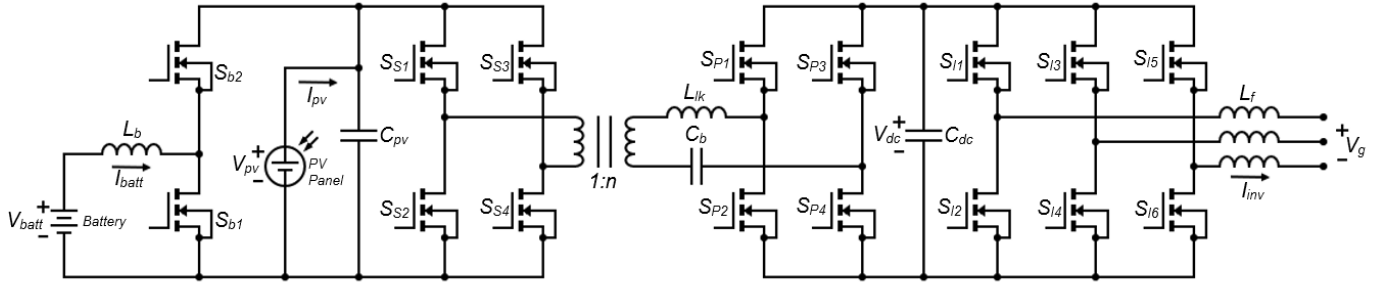 S_b2
L_b
I_batt
V_batt
+
−
Battery
S_b1
I_pv
V_pv
+
−
PV
Panel
C_pv
S_S1
S_S3
S_S2
S_S4
1:n
L_lk
C_b
S_P1
S_P3
S_P2
S_P4
V_dc
+
−
C_dc
S_I1
S_I3
S_I5
S_I2
S_I4
S_I6
L_f
I_inv
+
−
V_g